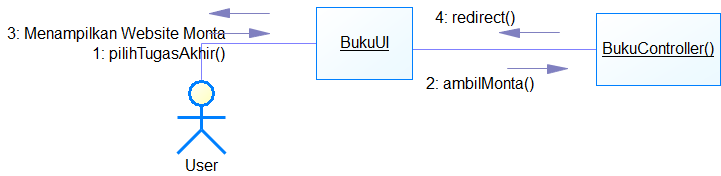 4: redirect()
3: Menampilkan Website Monta
1: pilihTugasAkhir()
BukuUI
BukuController()
2: ambilMonta()
User